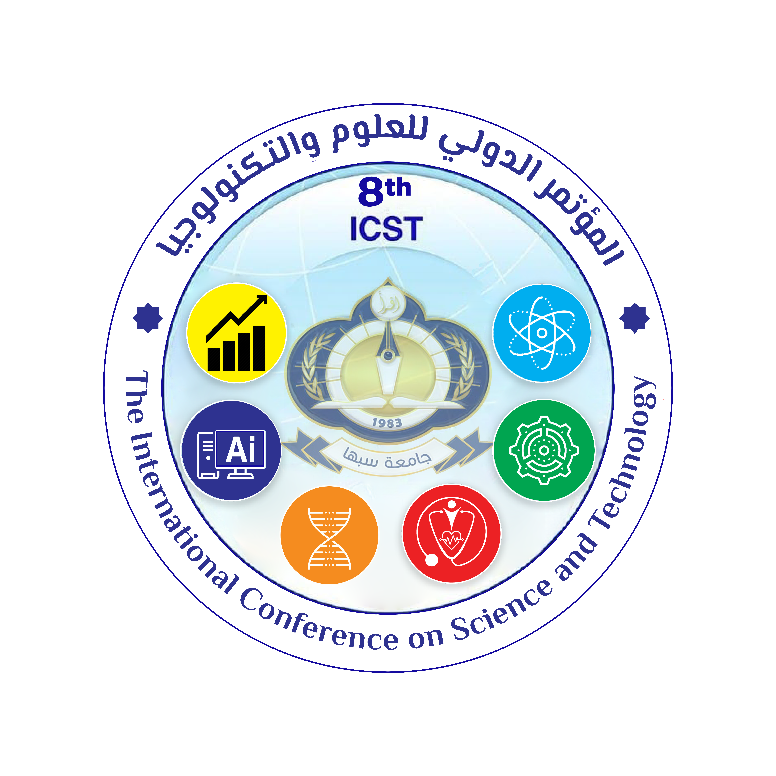 المؤتمر الدولي للعلوم والتكنولوجيا
8th
ICST
1983
جامعة سبها
Ai
The International Conference on Science and Technology